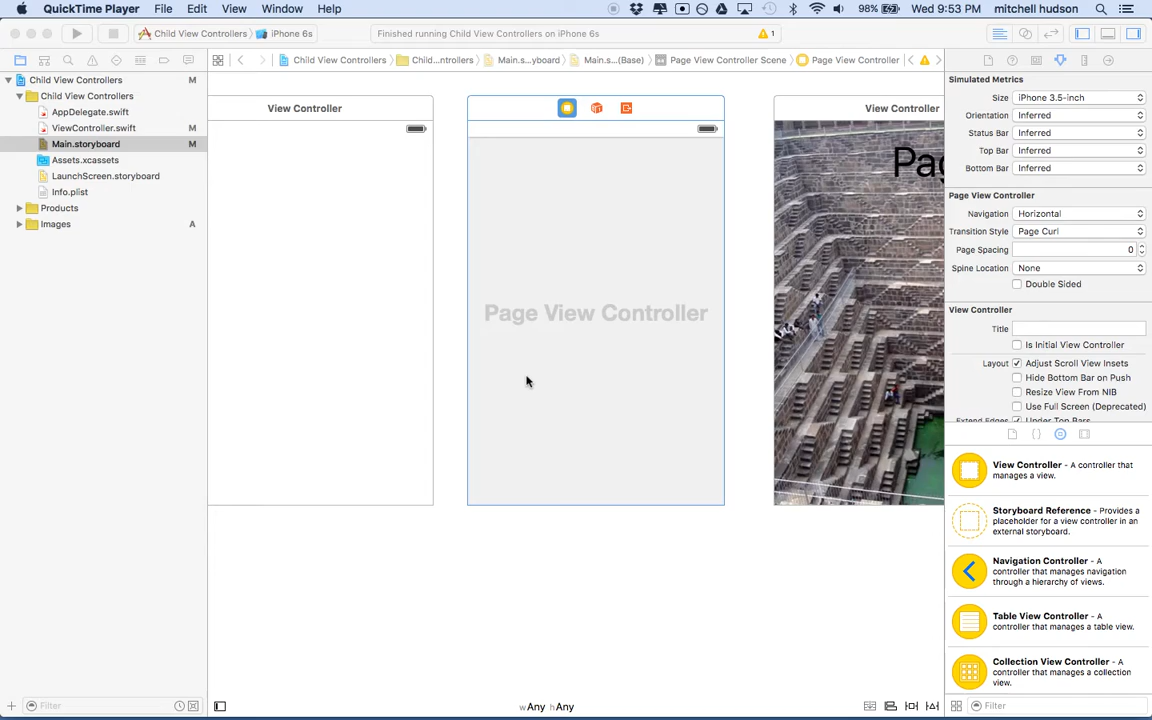 QuickTime Player File Edit View Window Help 98% Wed 9:53 PM mitchell hudson
Child View Controllers iPhone 6s Finished running Child View Controllers on iPhone 6s 1
Child View Controllers Child...ntrollers Main.s...yboard Main.s...(Base) Page View Controller Scene Page View Controller
Child View Controllers M
Child View Controllers
AppDelegate.swift
ViewController.swift M
Main.storyboard M
Assets.xcassets
LaunchScreen.storyboard
Info.plist
Products
Images A
Filter
View Controller
Page View Controller
View Controller
Pag
wAny hAny
Simulated Metrics
Size iPhone 3.5-inch
Orientation Inferred
Status Bar Inferred
Top Bar Inferred
Bottom Bar Inferred
Page View Controller
Navigation Horizontal
Transition Style Page Curl
Page Spacing 0
Spine Location None
Double Sided
View Controller
Title
Is Initial View Controller
Layout Adjust Scroll View Insets
Hide Bottom Bar on Push
Resize View From NIB
Use Full Screen (Deprecated)
Extend Edges Under Top Bars
View Controller - A controller that
manages a view.
Storyboard Reference - Provides a
placeholder for a view controller in an
external storyboard.
Navigation Controller - A
controller that manages navigation
through a hierarchy of views.
Table View Controller - A
controller that manages a table view.
Collection View Controller - A
controller that manages a collection
view.
Filter